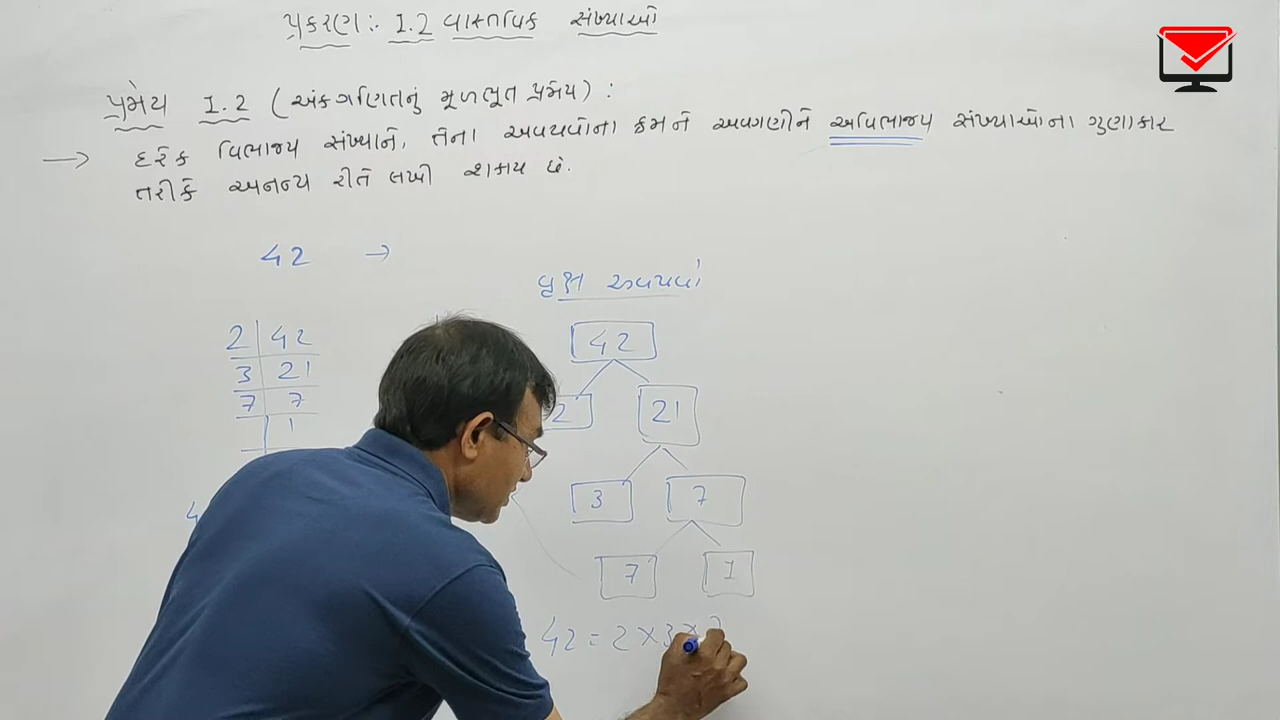 પ્રકરણ:- 1.2 વાસ્તવિક સંખ્યાઓ
પ્રમેય 1.2 (અંકગણિતનું મૂળભૂત પ્રમેય) :
→ દરેક વિભાજ્ય સંખ્યાને, તેના અવયવોના ક્રમને અવગણીને અવિભાજ્ય સંખ્યાઓના ગુણાકાર
તરીકે અનન્ય રીતે લખી શકાય છે.
42 →
વૃક્ષ અવયવો
2 42
3 21
7 7
1
4
42
2 21
3 7
7 1
42 = 2 × 3 ×